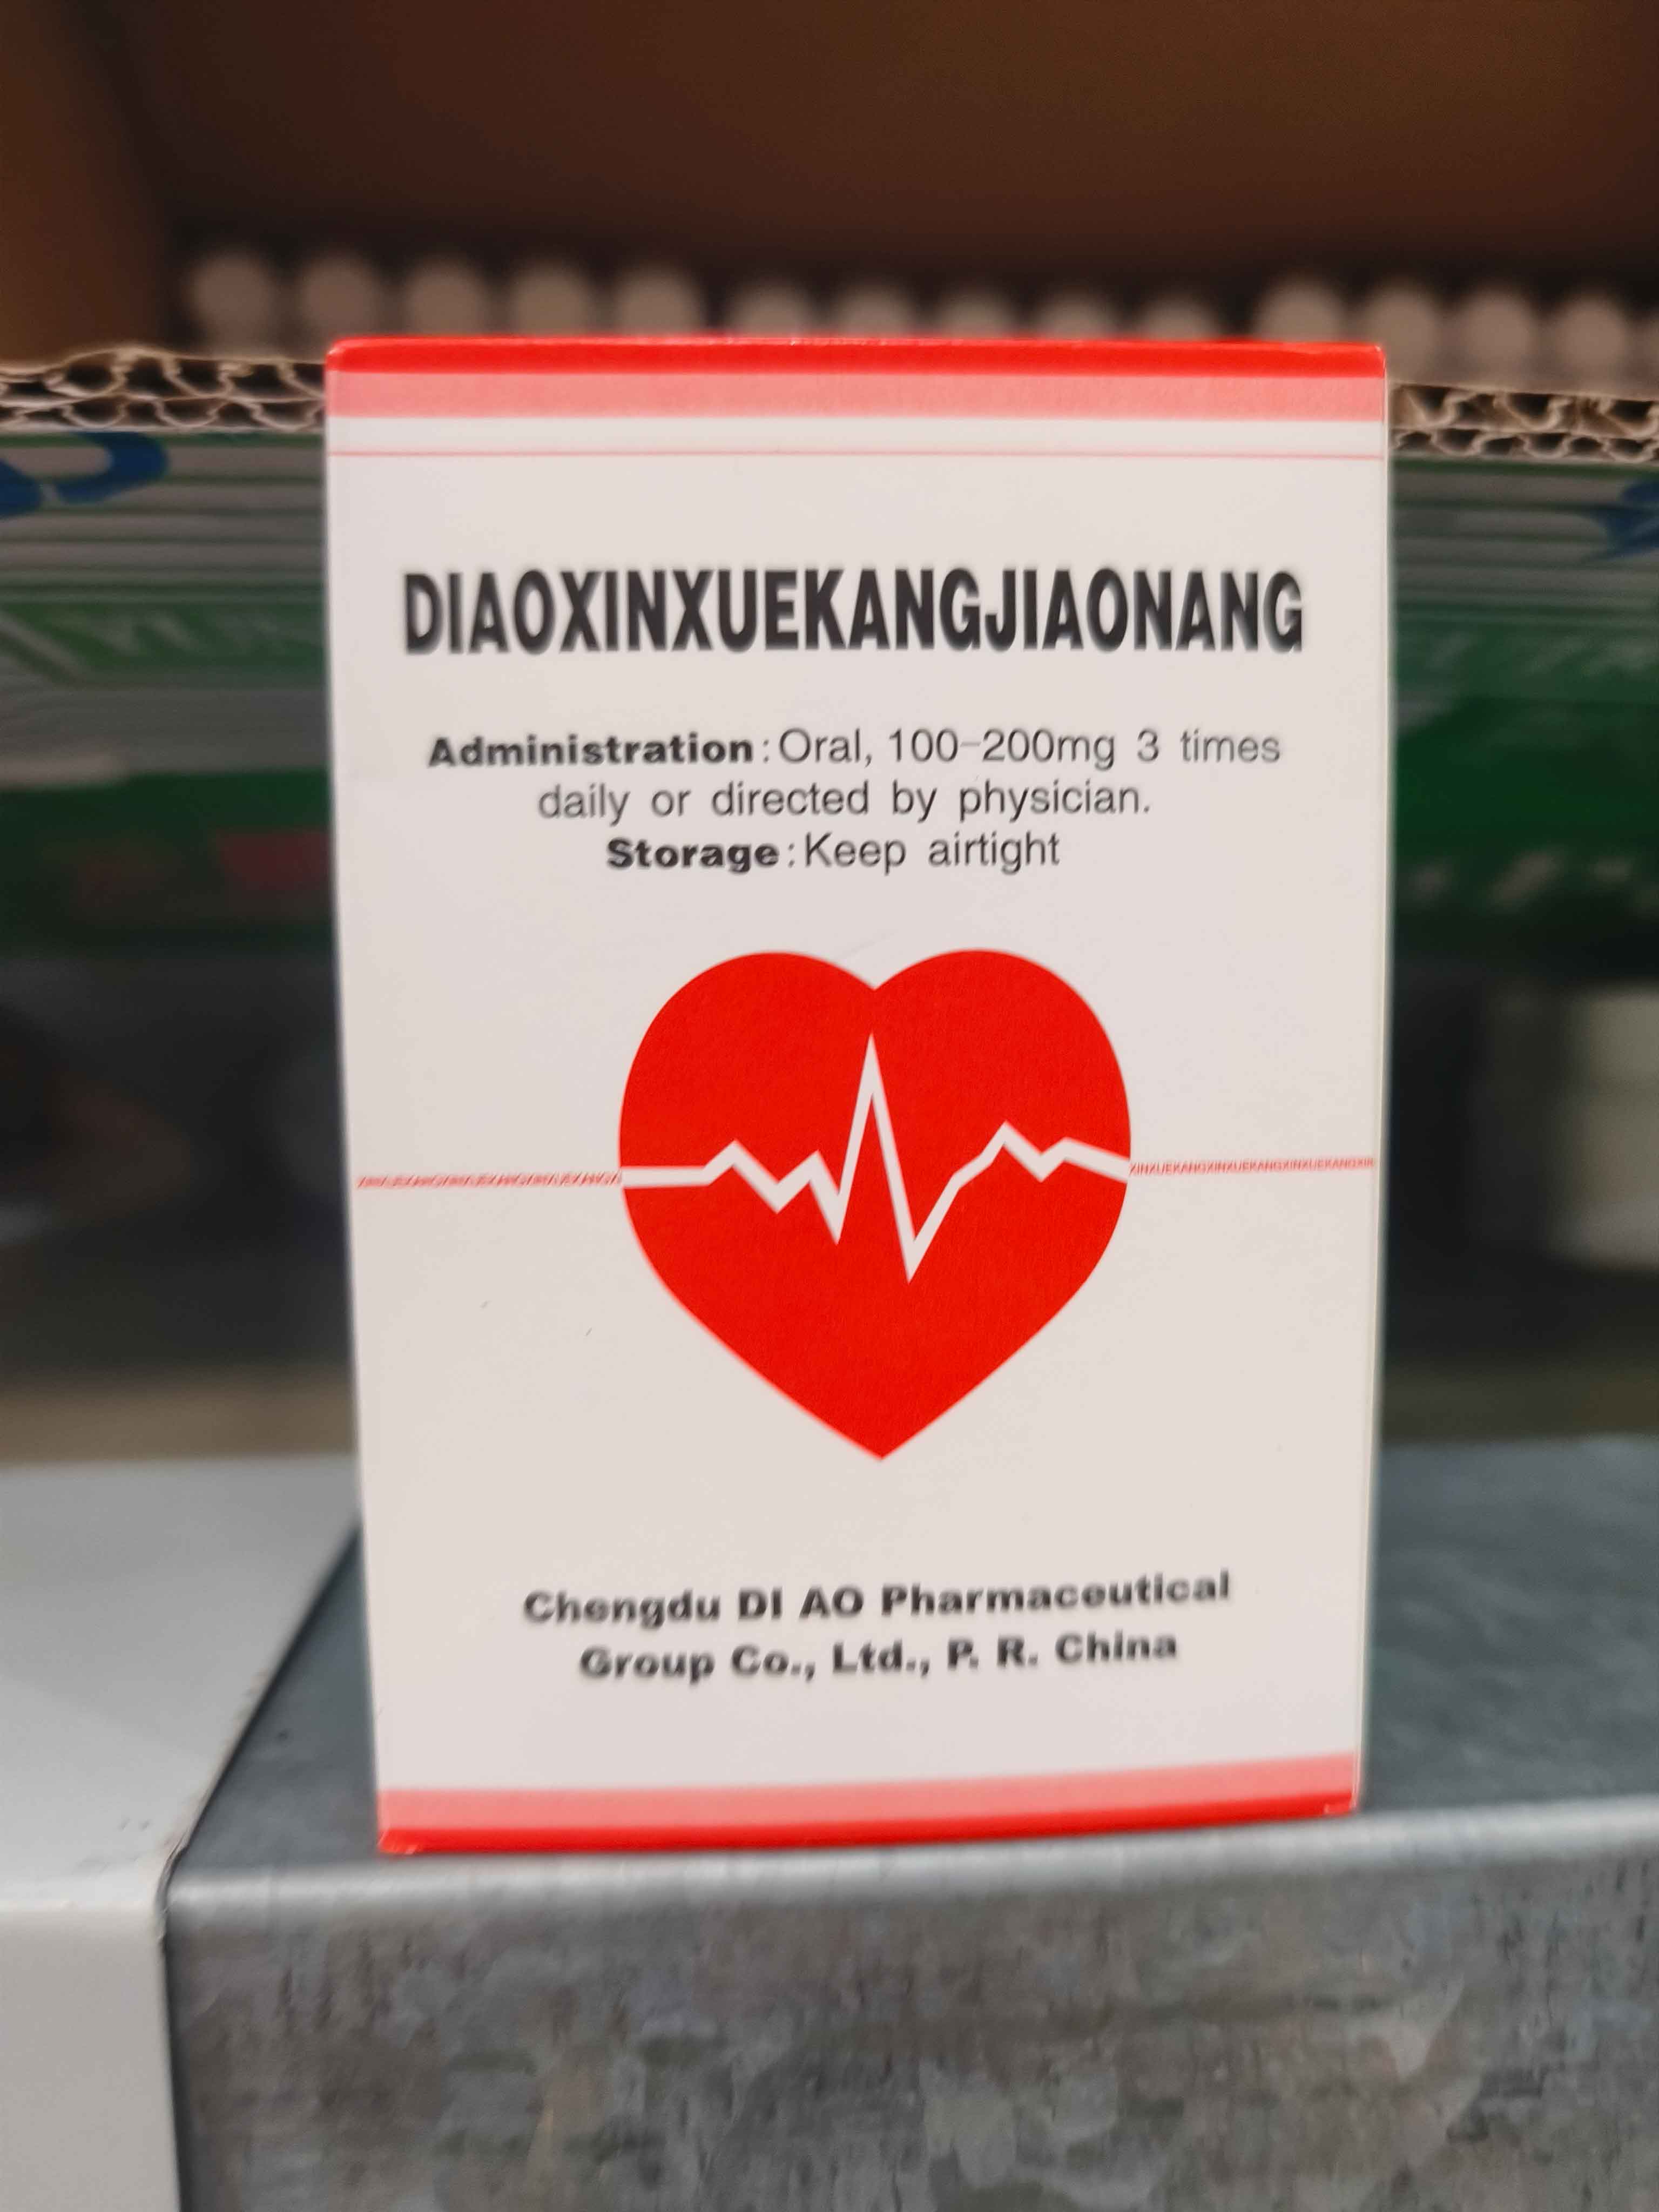 DIAOXINXUEKANGJIAONANG
Administration:Oral, 100-200mg 3 times
daily or directed by physician.
Storage:Keep airtight
XINXUEKANGXINXUEKANGXINXUEKANGXIN
Chengdu DI AO Pharmaceutical
Group Co., Ltd., P. R. China